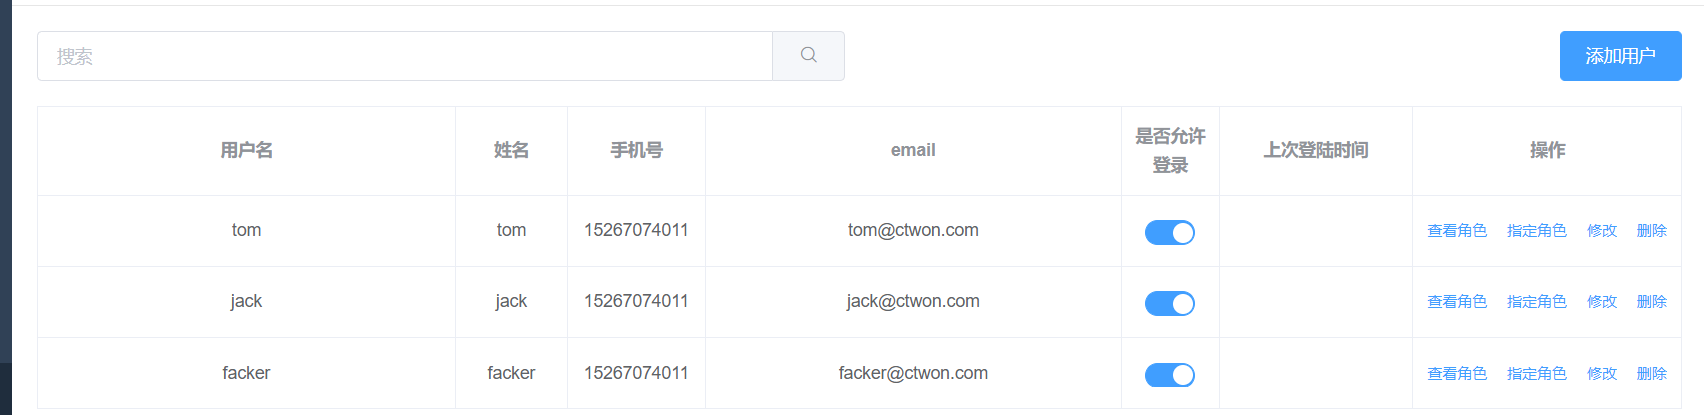 搜索
添加用户
用户名 姓名 手机号 email 是否允许 上次登陆时间 操作
登录
tom tom 15267074011 tom@ctwon.com 查看角色 指定角色 修改 删除
jack jack 15267074011 jack@ctwon.com 查看角色 指定角色 修改 删除
facker facker 15267074011 facker@ctwon.com 查看角色 指定角色 修改 删除